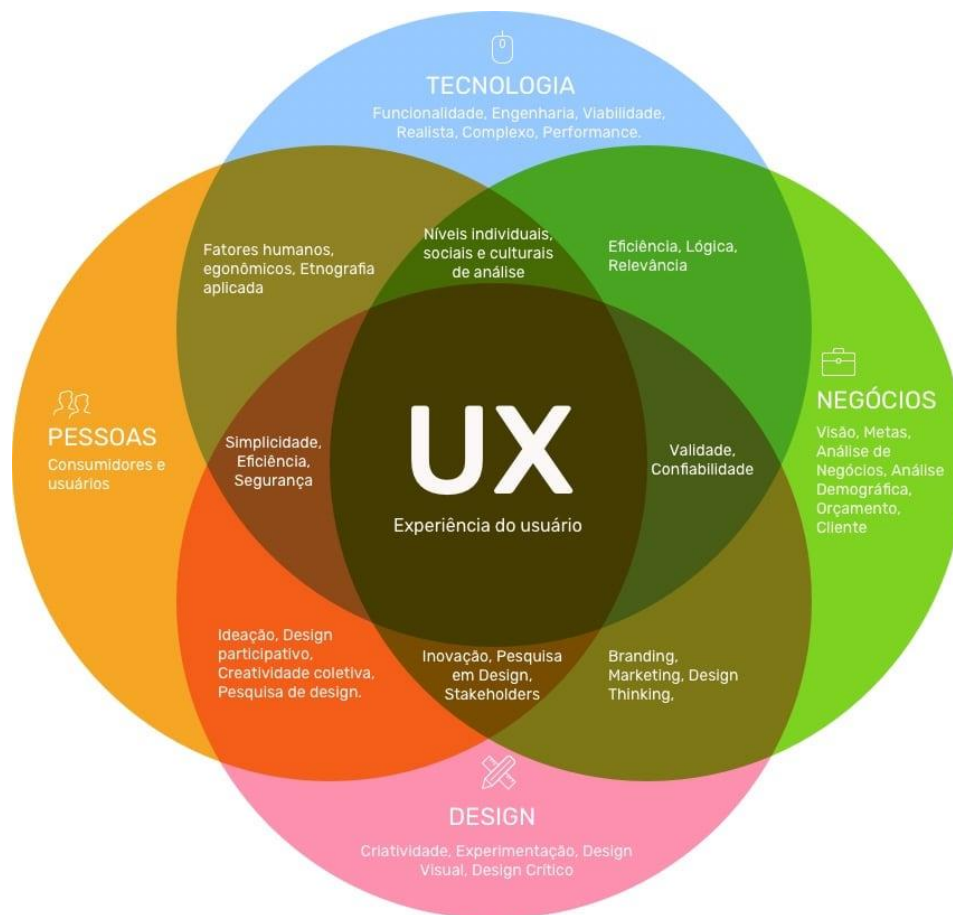 TECNOLOGIA
Funcionalidade, Engenharia, Viabilidade,
Realista, Complexo, Performance.
Fatores humanos,
egonômicos, Etnografia
aplicada
Níveis individuais,
sociais e culturais
de análise
Eficiência, Lógica,
Relevância
PESSOAS
Consumidores e
usuários
Simplicidade,
Eficiência,
Segurança
UX
Experiência do usuário
Validade,
Confiabilidade
NEGÓCIOS
Visão, Metas,
Análise de
Negócios, Análise
Demográfica,
Orçamento,
Cliente
Ideação, Design
participativo,
Creatividade coletiva,
Pesquisa de design.
Inovação, Pesquisa
em Design,
Stakeholders
Branding,
Marketing, Design
Thinking,
DESIGN
Criatividade, Experimentação, Design
Visual, Design Crítico